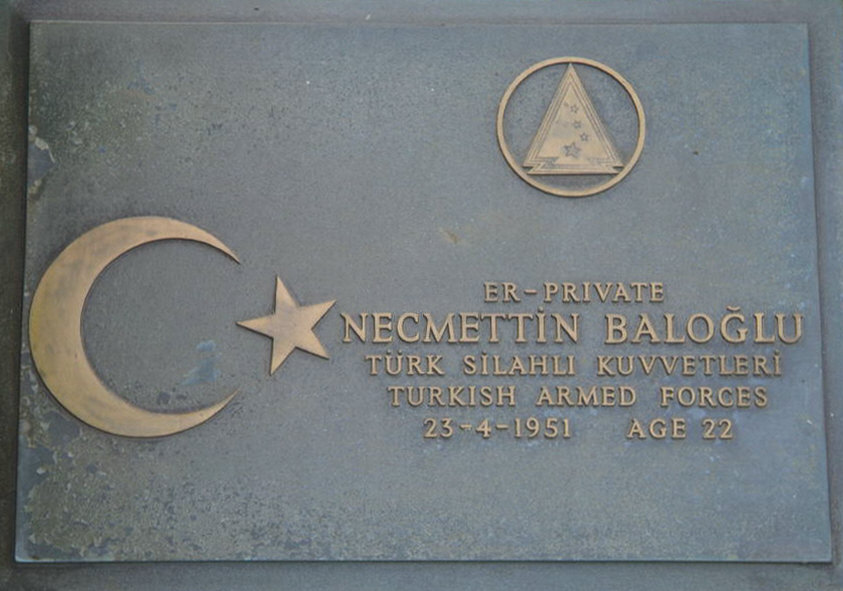 ER-PRIVATE
NECMETTİN BALOĞLU
TÜRK SİLAHLI KUVVETLERİ
TURKISH ARMED FORCES
23-4-1951 AGE 22